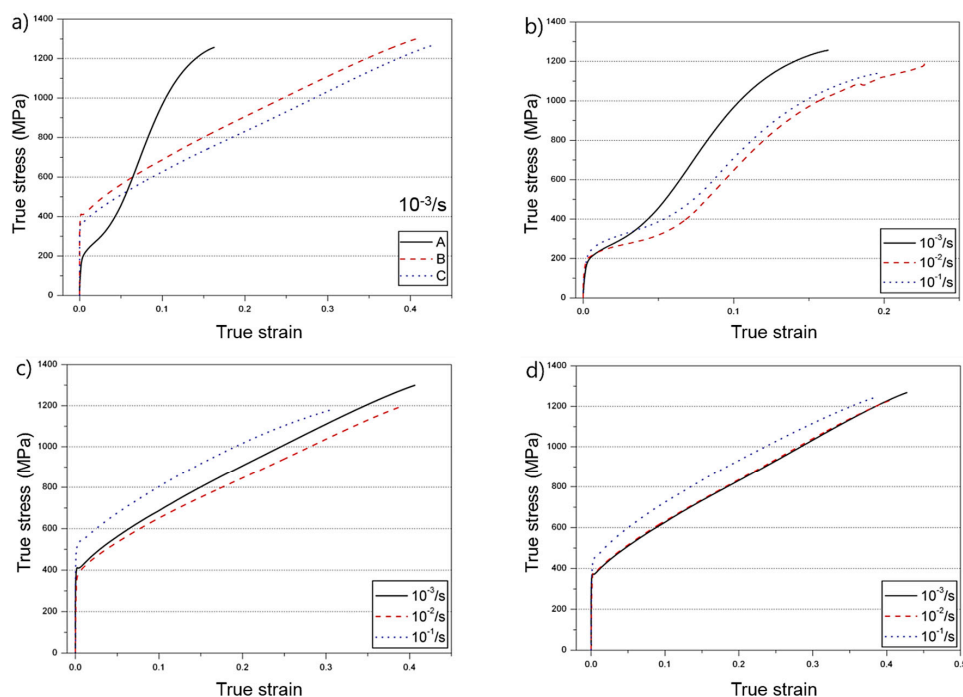 a)
1400
1200
1000
800
600
400
200
0
True stress (MPa)
10-3/s
A
B
C
0.0 0.1 0.2 0.3 0.4
True strain
b)
1400
1200
1000
800
600
400
200
0
True stress (MPa)
10-3/s
10-2/s
10-1/s
0.0 0.1 0.2
True strain
c)
1400
1200
1000
800
600
400
200
0
True stress (MPa)
10-3/s
10-2/s
10-1/s
0.0 0.1 0.2 0.3 0.4
True strain
d)
1400
1200
1000
800
600
400
200
0
True stress (MPa)
10-3/s
10-2/s
10-1/s
0.0 0.1 0.2 0.3 0.4 0.5
True strain